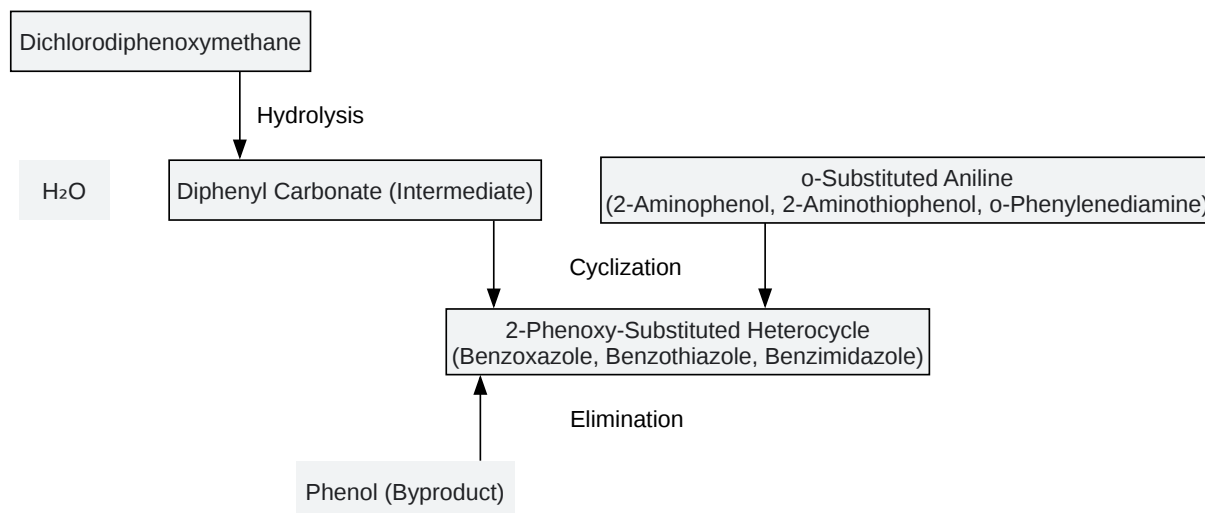 Dichlorodiphenoxymethane
Hydrolysis
H₂O
Diphenyl Carbonate (Intermediate)
o-Substituted Aniline
(2-Aminophenol, 2-Aminothiophenol, o-Phenylenediamine)
Cyclization
2-Phenoxy-Substituted Heterocycle
(Benzoxazole, Benzothiazole, Benzimidazole)
Elimination
Phenol (Byproduct)